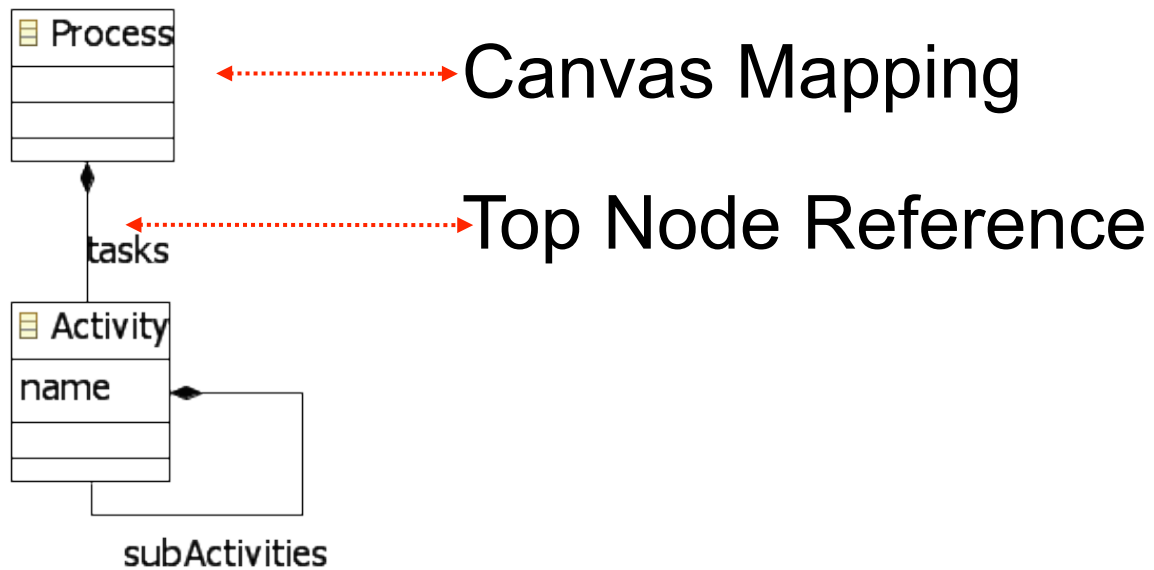 Process
Canvas Mapping
Top Node Reference
tasks
Activity
name
subActivities